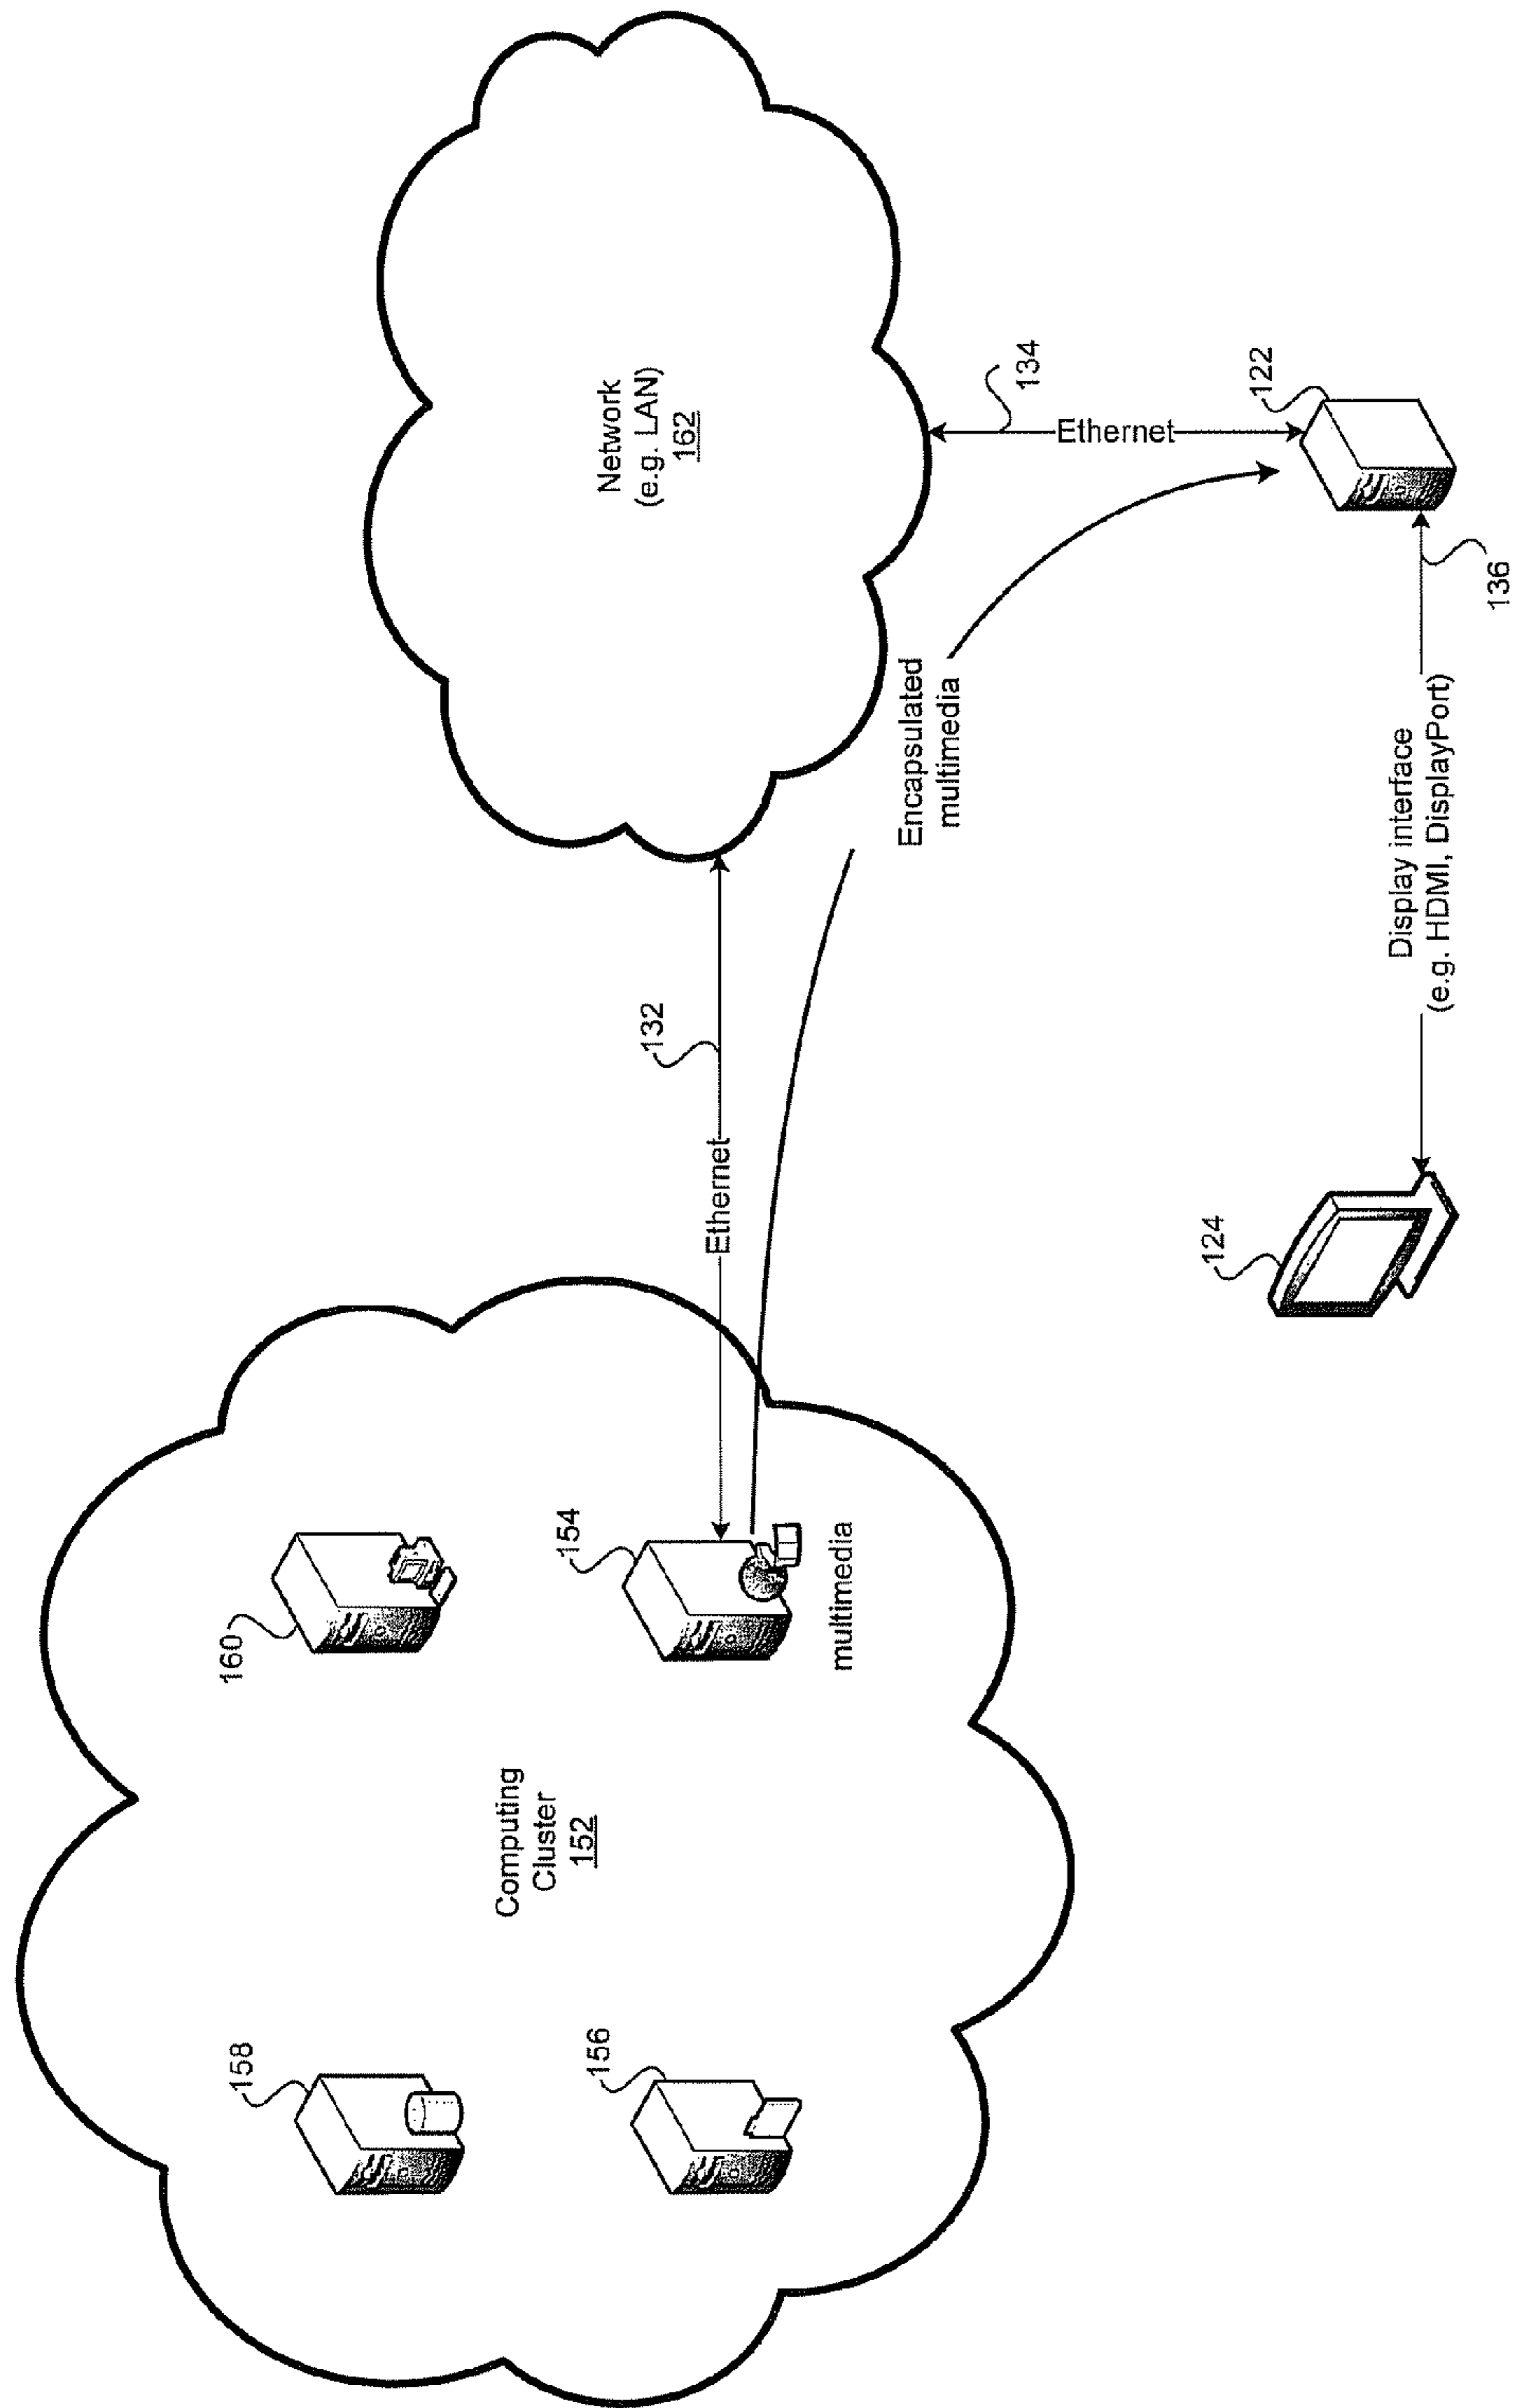 158
160
Computing
Cluster
152
156
154
multimedia
Ethernet
132
Network
(e.g. LAN)
162
Encapsulated
multimedia
134
Ethernet
124
Display interface
(e.g. HDMI, DisplayPort)
136
122